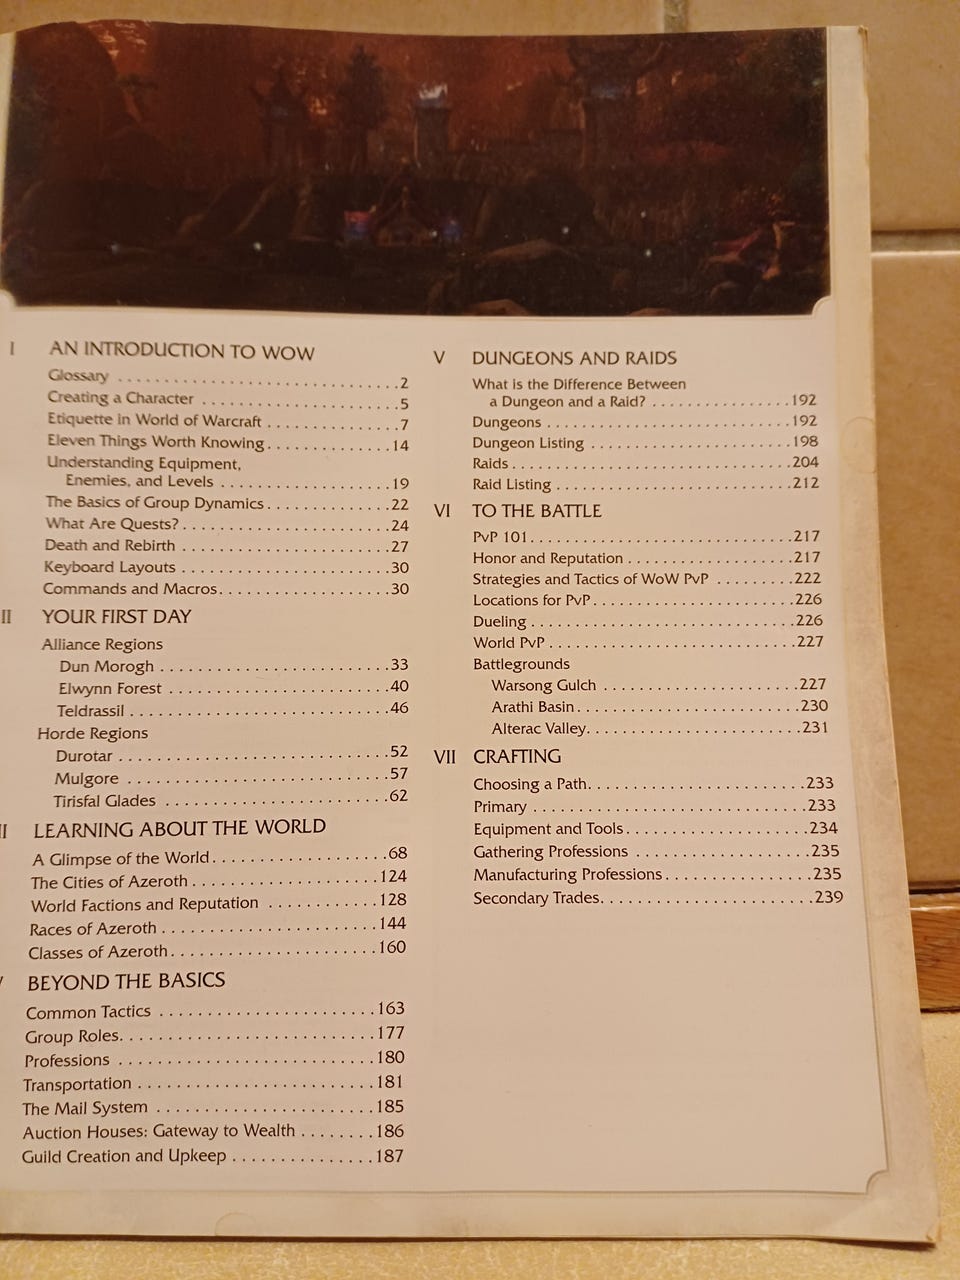 I AN INTRODUCTION TO WOW
Glossary . . . . . . . . . . . . . . . . . . . . . . . . . . . . . . .2
Creating a Character . . . . . . . . . . . . . . . . . . . . . .5
Etiquette in World of Warcraft . . . . . . . . . . . . . . .7
Eleven Things Worth Knowing. . . . . . . . . . . . . . 14
Understanding Equipment,
Enemies, and Levels . . . . . . . . . . . . . . . . . . .19
The Basics of Group Dynamics. . . . . . . . . . . . . . 22
What Are Quests?. . . . . . . . . . . . . . . . . . . . . . . 24
Death and Rebirth . . . . . . . . . . . . . . . . . . . . . . .27
Keyboard Layouts . . . . . . . . . . . . . . . . . . . . . . .30
Commands and Macros. . . . . . . . . . . . . . . . . . . 30
II YOUR FIRST DAY
Alliance Regions
Dun Morogh . . . . . . . . . . . . . . . . . . . . . . . . .33
Elwynn Forest . . . . . . . . . . . . . . . . . . . . . . . .40
Teldrassil . . . . . . . . . . . . . . . . . . . . . . . . . . . .46
Horde Regions
Durotar . . . . . . . . . . . . . . . . . . . . . . . . . . . . .52
Mulgore . . . . . . . . . . . . . . . . . . . . . . . . . . . .57
Tirisfal Glades . . . . . . . . . . . . . . . . . . . . . . . .62
LEARNING ABOUT THE WORLD
A Glimpse of the World. . . . . . . . . . . . . . . . . . .68
The Cities of Azeroth . . . . . . . . . . . . . . . . . . . . 124
World Factions and Reputation . . . . . . . . . . . . 128
Races of Azeroth . . . . . . . . . . . . . . . . . . . . . . . 144
Classes of Azeroth. . . . . . . . . . . . . . . . . . . . . . 160
BEYOND THE BASICS
Common Tactics . . . . . . . . . . . . . . . . . . . . . . . 163
Group Roles. . . . . . . . . . . . . . . . . . . . . . . . . . . 177
Professions . . . . . . . . . . . . . . . . . . . . . . . . . . . 180
Transportation . . . . . . . . . . . . . . . . . . . . . . . . . 181
The Mail System . . . . . . . . . . . . . . . . . . . . . . . 185
Auction Houses: Gateway to Wealth . . . . . . . . 186
Guild Creation and Upkeep . . . . . . . . . . . . . . . 187
V DUNGEONS AND RAIDS
What is the Difference Between
a Dungeon and a Raid? . . . . . . . . . . . . . . . 192
Dungeons . . . . . . . . . . . . . . . . . . . . . . . . . . . 192
Dungeon Listing . . . . . . . . . . . . . . . . . . . . . . 198
Raids . . . . . . . . . . . . . . . . . . . . . . . . . . . . . . 204
Raid Listing . . . . . . . . . . . . . . . . . . . . . . . . . 212
VI TO THE BATTLE
PvP 101. . . . . . . . . . . . . . . . . . . . . . . . . . . . .217
Honor and Reputation . . . . . . . . . . . . . . . . . . 217
Strategies and Tactics of WoW PvP . . . . . . . . .222
Locations for PvP. . . . . . . . . . . . . . . . . . . . . . 226
Dueling . . . . . . . . . . . . . . . . . . . . . . . . . . . . . 226
World PvP . . . . . . . . . . . . . . . . . . . . . . . . . . .227
Battlegrounds
Warsong Gulch . . . . . . . . . . . . . . . . . . . . . .227
Arathi Basin. . . . . . . . . . . . . . . . . . . . . . . . .230
Alterac Valley. . . . . . . . . . . . . . . . . . . . . . . .231
VII CRAFTING
Choosing a Path. . . . . . . . . . . . . . . . . . . . . . . .233
Primary . . . . . . . . . . . . . . . . . . . . . . . . . . . . . .233
Equipment and Tools. . . . . . . . . . . . . . . . . . . .234
Gathering Professions . . . . . . . . . . . . . . . . . . .235
Manufacturing Professions. . . . . . . . . . . . . . . .235
Secondary Trades. . . . . . . . . . . . . . . . . . . . . . .239